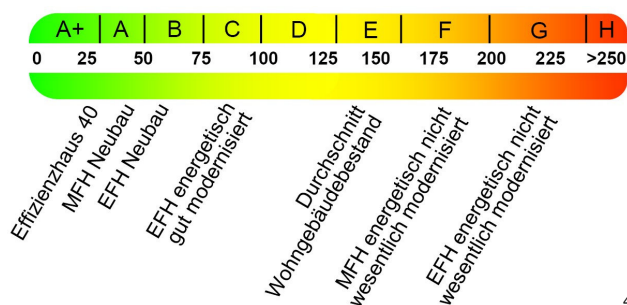 A+ A B C D E F G H
0 25 50 75 100 125 150 175 200 225 >250
Effizienzhaus 40
MFH Neubau
EFH Neubau
EFH energetisch
gut modernisiert
Durchschnitt
Wohngebäudebestand
MFH energetisch nicht
wesentlich modernisiert
EFH energetisch nicht
wesentlich modernisiert